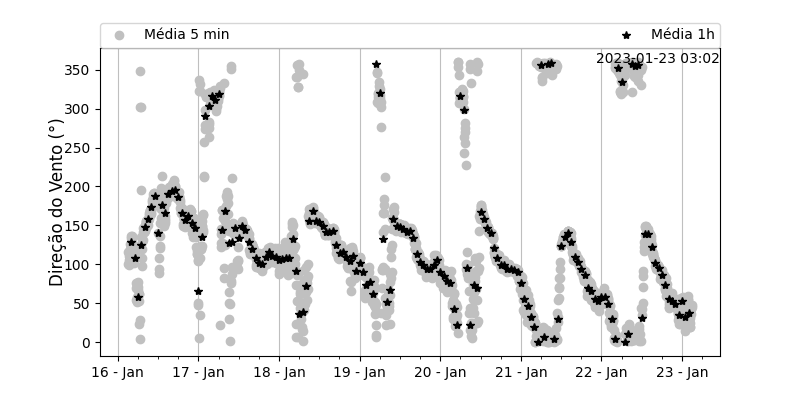 Média 5 min
Média 1h
2023-01-23 03:02
Direção do Vento (°)
350
300
250
200
150
100
50
0
16 - Jan
17 - Jan
18 - Jan
19 - Jan
20 - Jan
21 - Jan
22 - Jan
23 - Jan